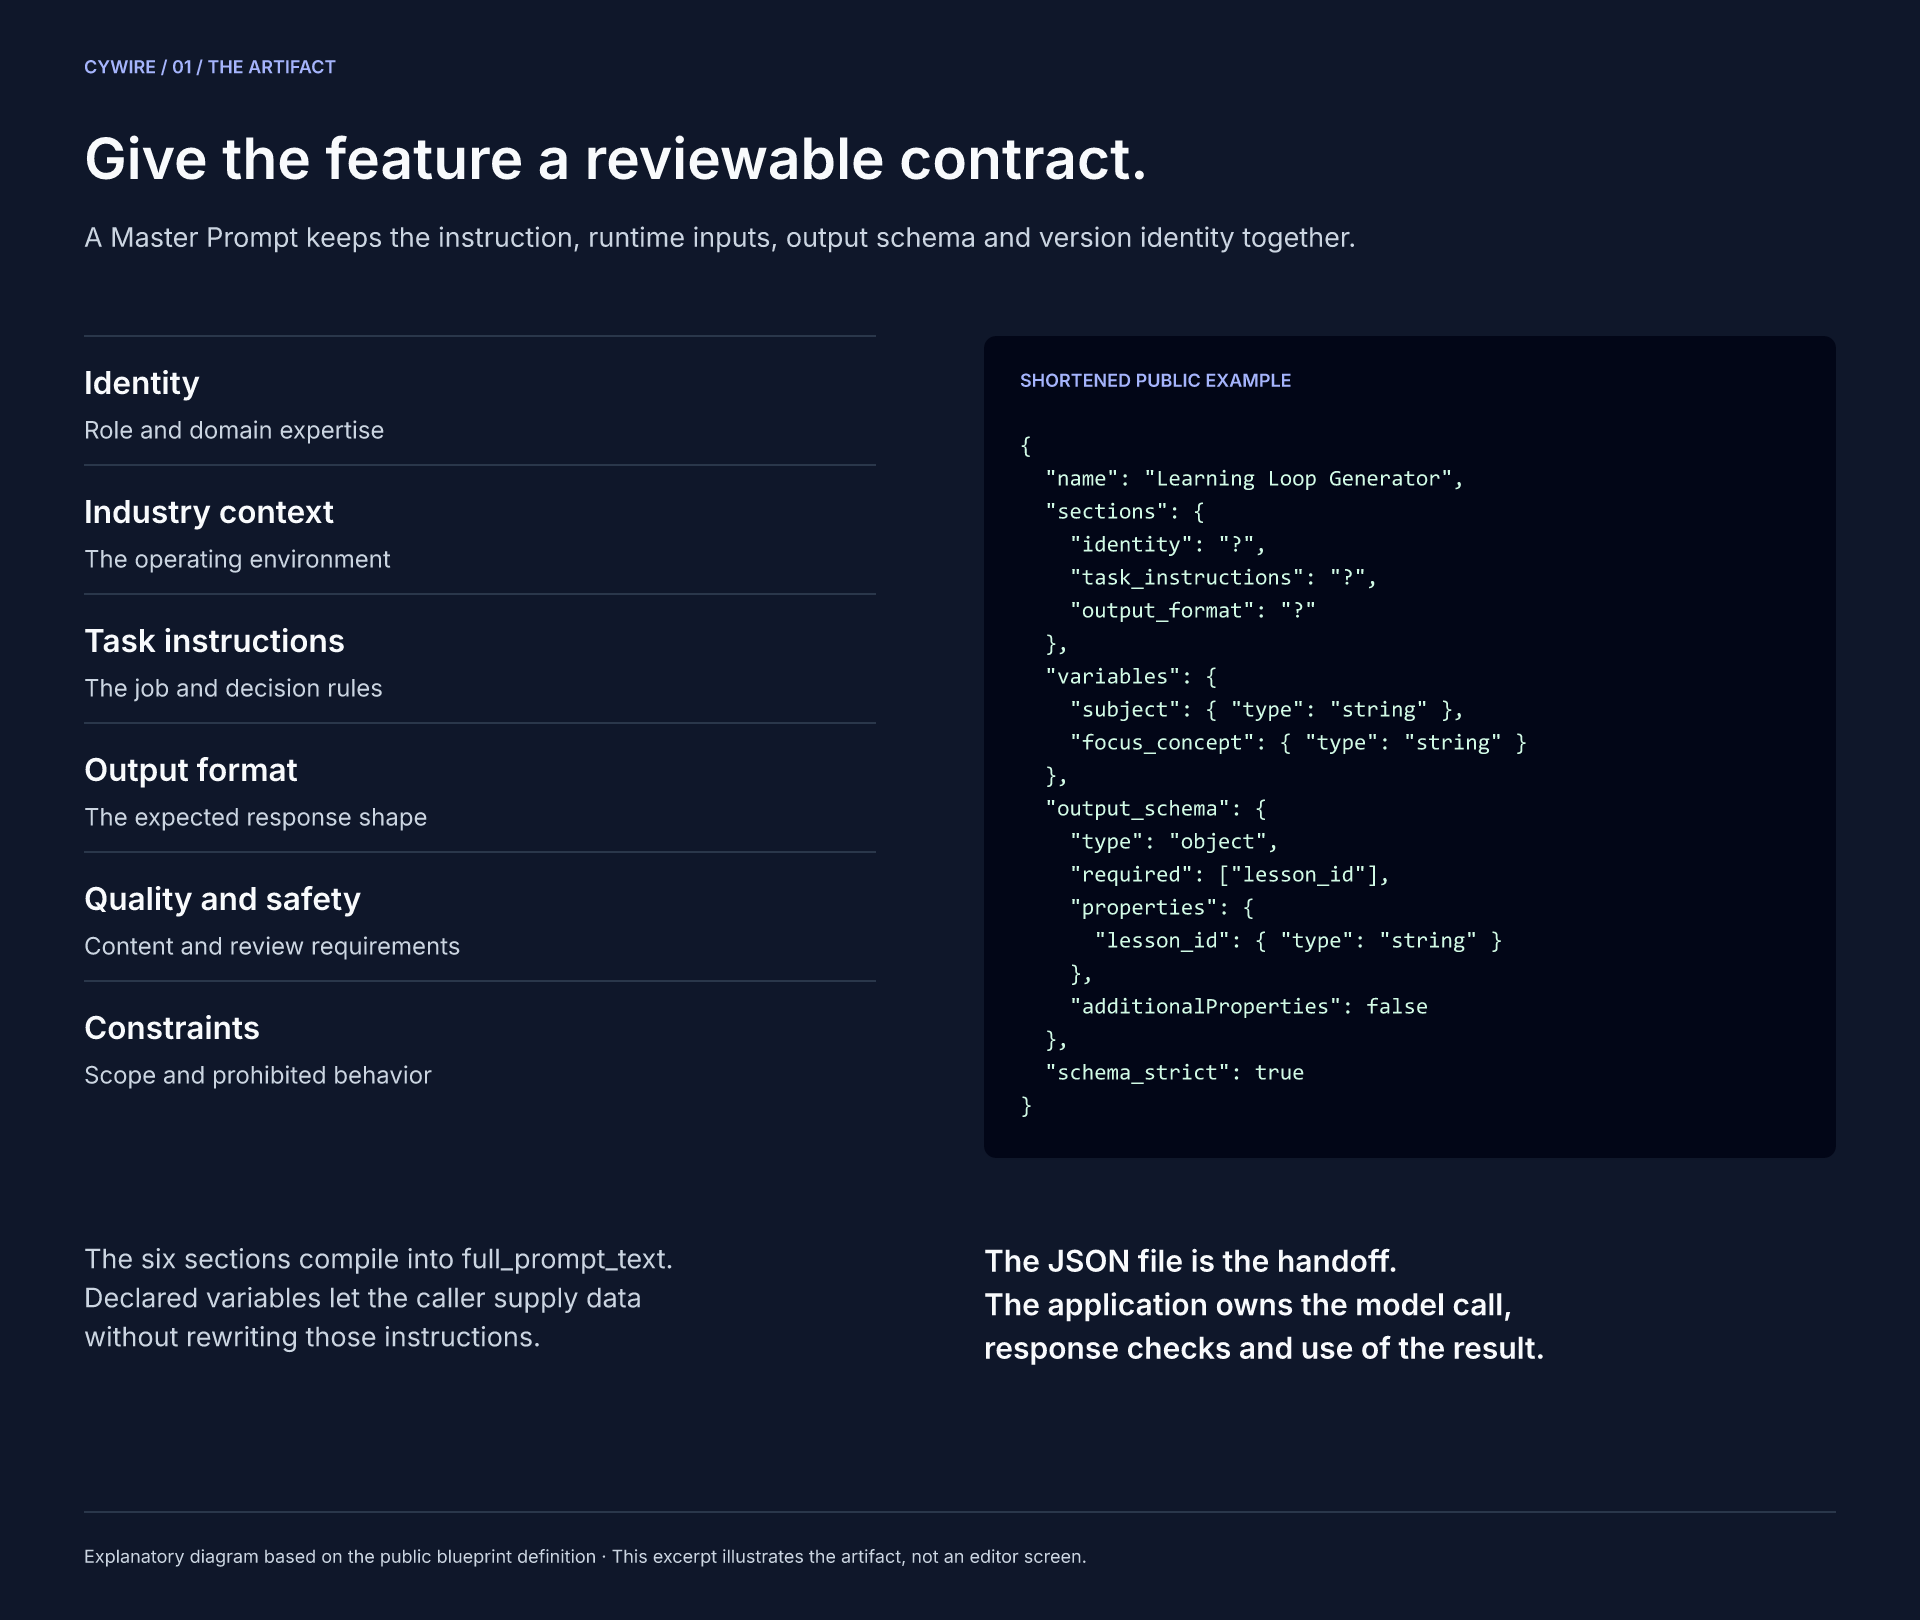 CYWIRE / 01 / THE ARTIFACT
Give the feature a reviewable contract.
A Master Prompt keeps the instruction, runtime inputs, output schema and version identity together.
Identity
Role and domain expertise
Industry context
The operating environment
Task instructions
The job and decision rules
Output format
The expected response shape
Quality and safety
Content and review requirements
Constraints
Scope and prohibited behavior
SHORTENED PUBLIC EXAMPLE
{
  "name": "Learning Loop Generator",
  "sections": {
    "identity": "?",
    "task_instructions": "?",
    "output_format": "?"
  },
  "variables": {
    "subject": { "type": "string" },
    "focus_concept": { "type": "string" }
  },
  "output_schema": {
    "type": "object",
    "required": ["lesson_id"],
    "properties": {
      "lesson_id": { "type": "string" }
    },
    "additionalProperties": false
  },
  "schema_strict": true
}
The six sections compile into full_prompt_text.
Declared variables let the caller supply data
without rewriting those instructions.
The JSON file is the handoff.
The application owns the model call,
response checks and use of the result.
Explanatory diagram based on the public blueprint definition · This excerpt illustrates the artifact, not an editor screen.